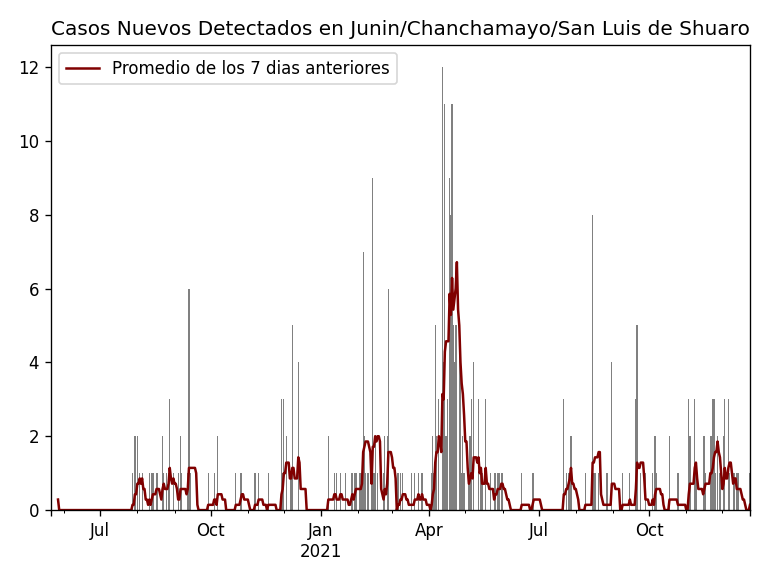 Casos Nuevos Detectados en Junin/Chanchamayo/San Luis de Shuaro
Promedio de los 7 dias anteriores
12
10
8
6
4
2
0
Jul Oct Jan Apr Jul Oct
2021